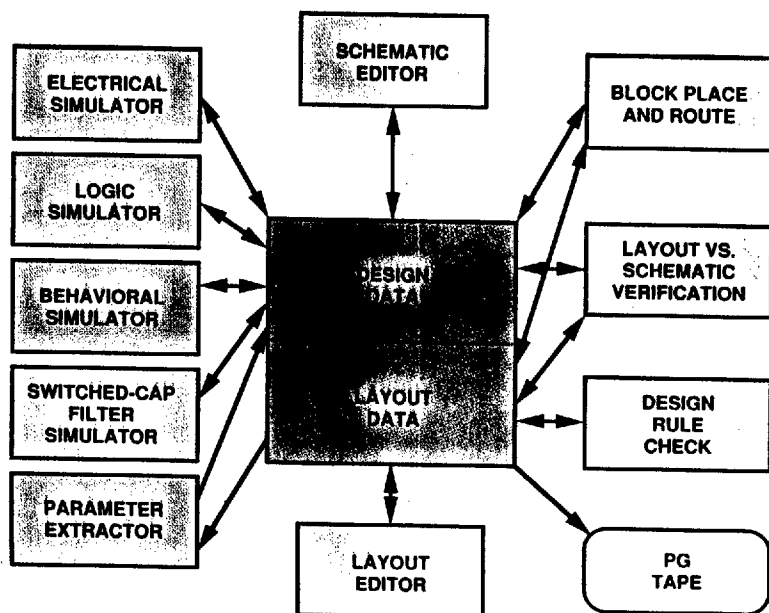 ELECTRICAL
SIMULATOR
LOGIC
SIMULATOR
BEHAVIORAL
SIMULATOR
SWITCHED-CAP
FILTER
SIMULATOR
PARAMETER
EXTRACTOR
SCHEMATIC
EDITOR
DESIGN
DATA
LAYOUT
DATA
LAYOUT
EDITOR
BLOCK PLACE
AND ROUTE
LAYOUT VS.
SCHEMATIC
VERIFICATION
DESIGN
RULE
CHECK
PG
TAPE